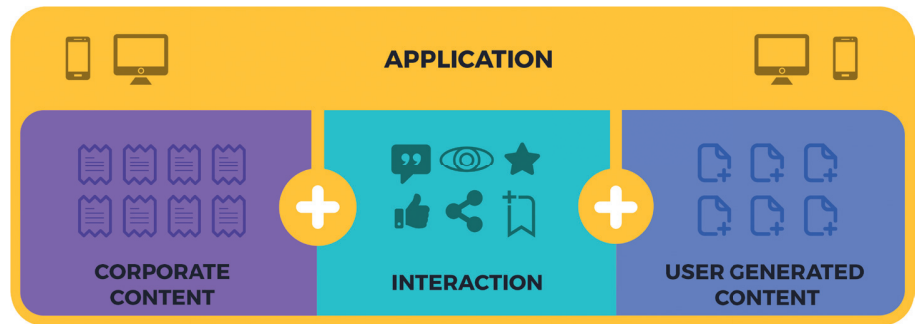 APPLICATION
CORPORATE
CONTENT
INTERACTION
USER GENERATED
CONTENT